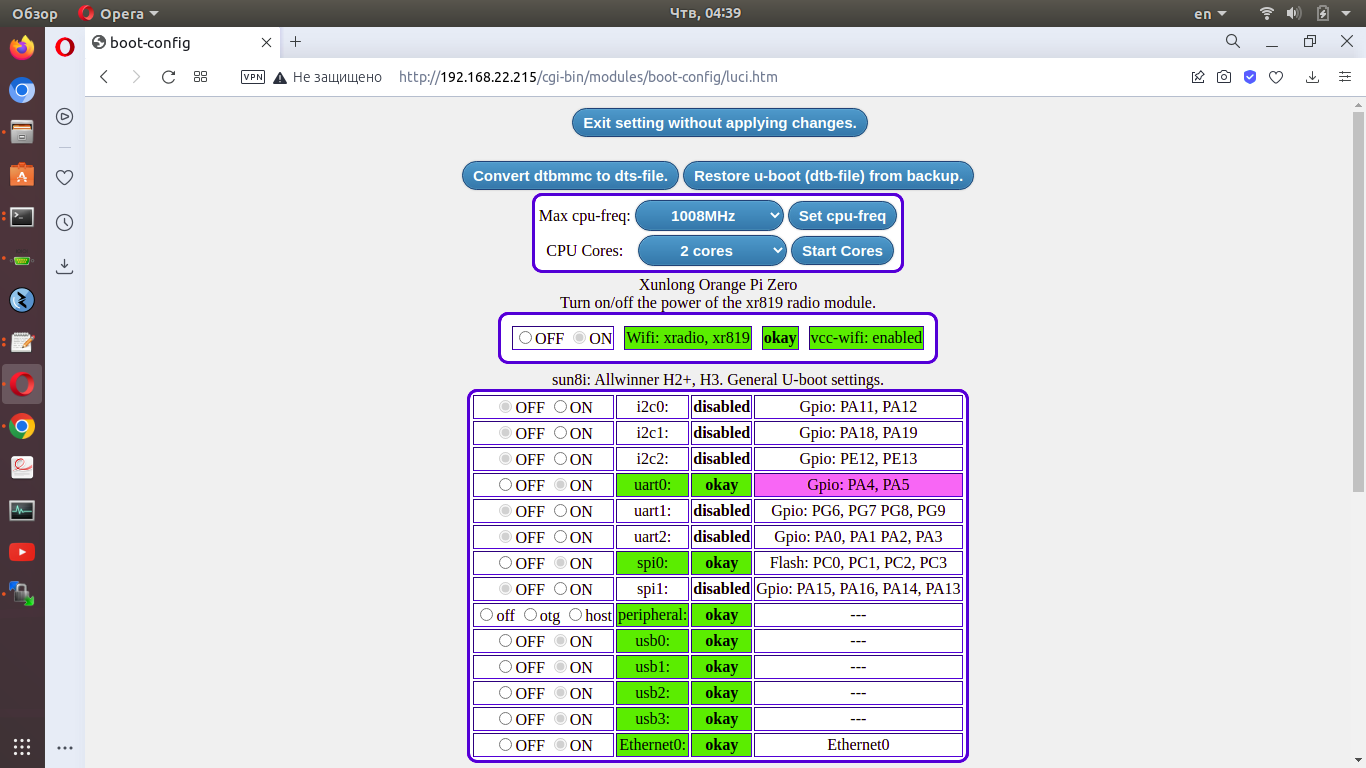 Обзор Opera Чтв, 04:39 en
boot-config
VPN Не защищено http://192.168.22.215/cgi-bin/modules/boot-config/luci.htm
Exit setting without applying changes.
Convert dtbmmc to dts-file. Restore u-boot (dtb-file) from backup.
Max cpu-freq: 1008MHz Set cpu-freq
CPU Cores: 2 cores Start Cores
Xunlong Orange Pi Zero
Turn on/off the power of the xr819 radio module.
OFF ON Wifi: xradio, xr819 okay vcc-wifi: enabled
sun8i: Allwinner H2+, H3. General U-boot settings.
OFF ON i2c0: disabled Gpio: PA11, PA12
OFF ON i2c1: disabled Gpio: PA18, PA19
OFF ON i2c2: disabled Gpio: PE12, PE13
OFF ON uart0: okay Gpio: PA4, PA5
OFF ON uart1: disabled Gpio: PG6, PG7 PG8, PG9
OFF ON uart2: disabled Gpio: PA0, PA1 PA2, PA3
OFF ON spi0: okay Flash: PC0, PC1, PC2, PC3
OFF ON spi1: disabled Gpio: PA15, PA16, PA14, PA13
off otg host peripheral: okay ---
OFF ON usb0: okay ---
OFF ON usb1: okay ---
OFF ON usb2: okay ---
OFF ON usb3: okay ---
OFF ON Ethernet0: okay Ethernet0